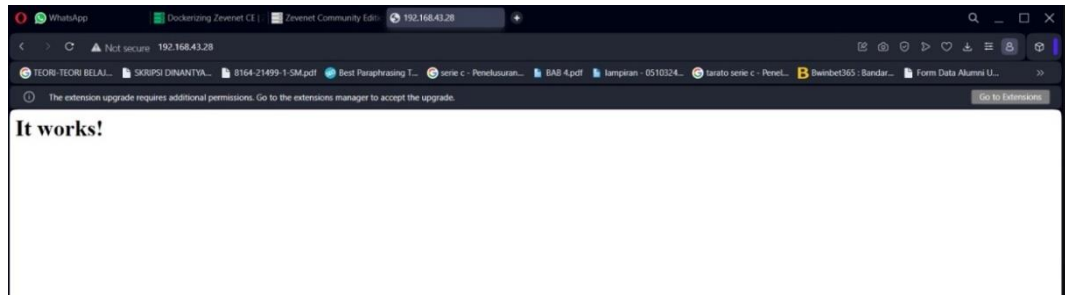 WhatsApp
Dockerizing Zevenet CE |
Zevenet Community Editi
192.168.43.28
Not secure 192.168.43.28
TEORI-TEORI BELAJ...
SKRIPSI DINANTYA...
8164-21499-1-SM.pdf
Best Paraphrasing T...
serie c - Penelusuran...
BAB 4.pdf
lampiran - 0510324...
tarato serie c - Penel...
Bwinbet365 : Bandar...
Form Data Alumni U...
The extension upgrade requires additional permissions. Go to the extensions manager to accept the upgrade.
Go to Extensions
It works!